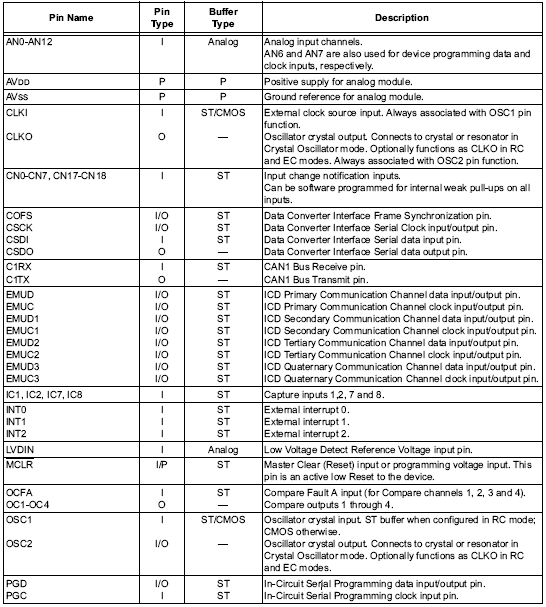 Pin Name Pin Type Buffer Type Description
AN0-AN12 I Analog Analog input channels.
AN6 and AN7 are also used for device programming data and
clock inputs, respectively.
AVDD P P Positive supply for analog module.
AVSS P P Ground reference for analog module.
CLKI I ST/CMOS External clock source input. Always associated with OSC1 pin
function.
CLKO O — Oscillator crystal output. Connects to crystal or resonator in
Crystal Oscillator mode. Optionally functions as CLKO in RC
and EC modes. Always associated with OSC2 pin function.
CN0-CN7, CN17-CN18 I ST Input change notification inputs.
Can be software programmed for internal weak pull-ups on all
inputs.
COFS I/O ST Data Converter Interface Frame Synchronization pin.
CSCK I/O ST Data Converter Interface Serial Clock input/output pin.
CSDI I ST Data Converter Interface Serial data input pin.
CSDO O — Data Converter Interface Serial data output pin.
C1RX I ST CAN1 Bus Receive pin.
C1TX O — CAN1 Bus Transmit pin.
EMUD I/O ST ICD Primary Communication Channel data input/output pin.
EMUC I/O ST ICD Primary Communication Channel clock input/output pin.
EMUD1 I/O ST ICD Secondary Communication Channel data input/output pin.
EMUC1 I/O ST ICD Secondary Communication Channel clock input/output pin.
EMUD2 I/O ST ICD Tertiary Communication Channel data input/output pin.
EMUC2 I/O ST ICD Tertiary Communication Channel clock input/output pin.
EMUD3 I/O ST ICD Quaternary Communication Channel data input/output pin.
EMUC3 I/O ST ICD Quaternary Communication Channel clock input/output pin.
IC1, IC2, IC7, IC8 I ST Capture inputs 1,2, 7 and 8.
INT0 I ST External interrupt 0.
INT1 I ST External interrupt 1.
INT2 I ST External interrupt 2.
LVDIN I Analog Low Voltage Detect Reference Voltage input pin.
MCLR I/P ST Master Clear (Reset) input or programming voltage input. This
pin is an active low Reset to the device.
OCFA I ST Compare Fault A input (for Compare channels 1, 2, 3 and 4).
OC1-OC4 O — Compare outputs 1 through 4.
OSC1 I ST/CMOS Oscillator crystal input. ST buffer when configured in RC mode;
CMOS otherwise.
OSC2 I/O — Oscillator crystal output. Connects to crystal or resonator in
Crystal Oscillator mode. Optionally functions as CLKO in RC
and EC modes.
PGD I/O ST In-Circuit Serial Programming data input/output pin.
PGC I ST In-Circuit Serial Programming clock input pin.